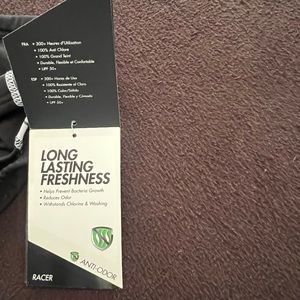 FRA
• 200+ Heures d'Utilisation
• 100% Anti Chlore
• 100% Grand Teint
• Durable, Flexible et Confortable
• UPF 50+
ESP
• 200+ Horas de Uso
• 100% Resistente al Cloro
• 100% Color/Sólido
• Durable, Flexible y Cómodo
• UPF 50+
LONG
LASTING
FRESHNESS
• Helps Prevent Bacteria Growth
• Reduces Odor
• Withstands Chlorine & Washing
ANTI-ODOR
RACER